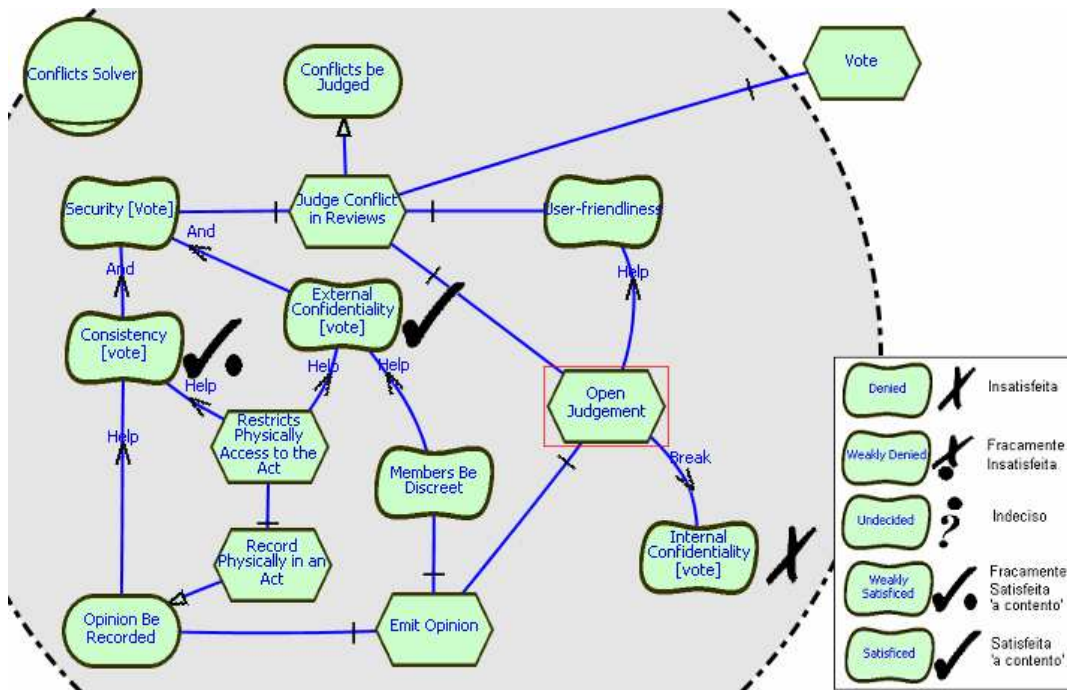 Conflicts Solver
Conflicts be
Judged
Vote
Security [Vote]
Judge Conflict
in Reviews
User-friendliness
And
And
Help
External
Confidentiality
[vote]
Consistency
[vote]
Help
Help
Help
Open
Judgement
Restricts
Physically
Access to the
Act
Help
Members Be
Discreet
Break
Record
Physically in an
Act
Internal
Confidentiality
[vote]
Opinion Be
Recorded
Emit Opinion
Denied
Insatisfeita
Weakly Denied
Fracamente
Insatisfeita
Undecided
Indeciso
Weakly
Satisficed
Fracamente
Satisfeita
'a contento'
Satisficed
Satisfeita
'a contento'